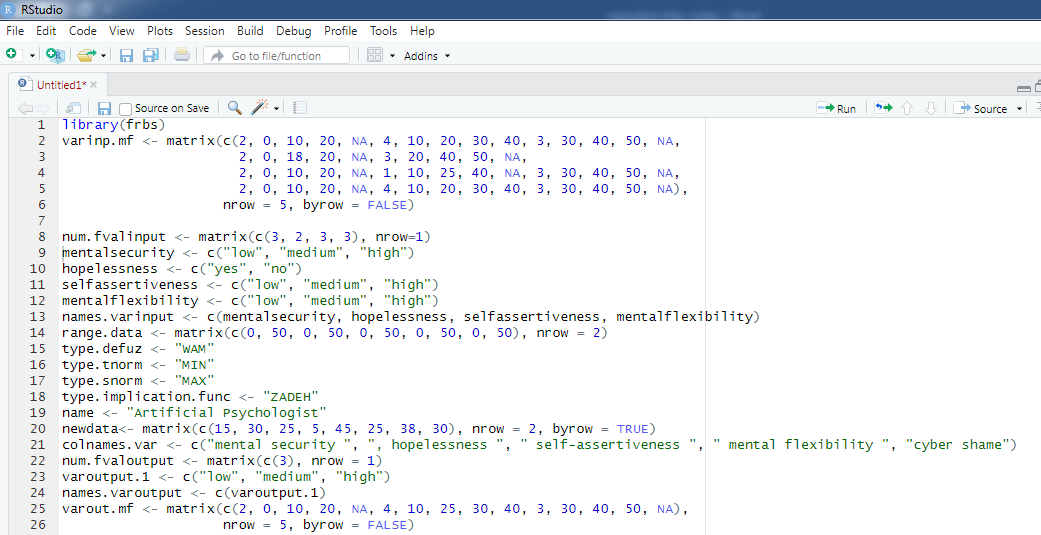 RStudio
File Edit Code View Plots Session Build Debug Profile Tools Help
Go to file/function Addins
Untitled1*
Source on Save Run Source
1 library(frbs)
2 varinp.mf <- matrix(c(2, 0, 10, 20, NA, 4, 10, 20, 30, 40, 3, 30, 40, 50, NA,
3 2, 0, 18, 20, NA, 3, 20, 40, 50, NA,
4 2, 0, 10, 20, NA, 1, 10, 25, 40, NA, 3, 30, 40, 50, NA,
5 2, 0, 10, 20, NA, 4, 10, 20, 30, 40, 3, 30, 40, 50, NA),
6 nrow = 5, byrow = FALSE)
7
8 num.fvalinput <- matrix(c(3, 2, 3, 3), nrow=1)
9 mentalsecurity <- c("low", "medium", "high")
10 hopelessness <- c("yes", "no")
11 selfassertiveness <- c("low", "medium", "high")
12 mentalflexibility <- c("low", "medium", "high")
13 names.varinput <- c(mentalsecurity, hopelessness, selfassertiveness, mentalflexibility)
14 range.data <- matrix(c(0, 50, 0, 50, 0, 50, 0, 50, 0, 50), nrow = 2)
15 type.defuz <- "WAM"
16 type.tnorm <- "MIN"
17 type.snorm <- "MAX"
18 type.implication.func <- "ZADEH"
19 name <- "Artificial Psychologist"
20 newdata<- matrix(c(15, 30, 25, 5, 45, 25, 38, 30), nrow = 2, byrow = TRUE)
21 colnames.var <- c("mental security ", ", hopelessness ", " self-assertiveness ", " mental flexibility ", "cyber shame")
22 num.fvaloutput <- matrix(c(3), nrow = 1)
23 varoutput.1 <- c("low", "medium", "high")
24 names.varoutput <- c(varoutput.1)
25 varout.mf <- matrix(c(2, 0, 10, 20, NA, 4, 10, 25, 30, 40, 3, 30, 40, 50, NA),
26 nrow = 5, byrow = FALSE)